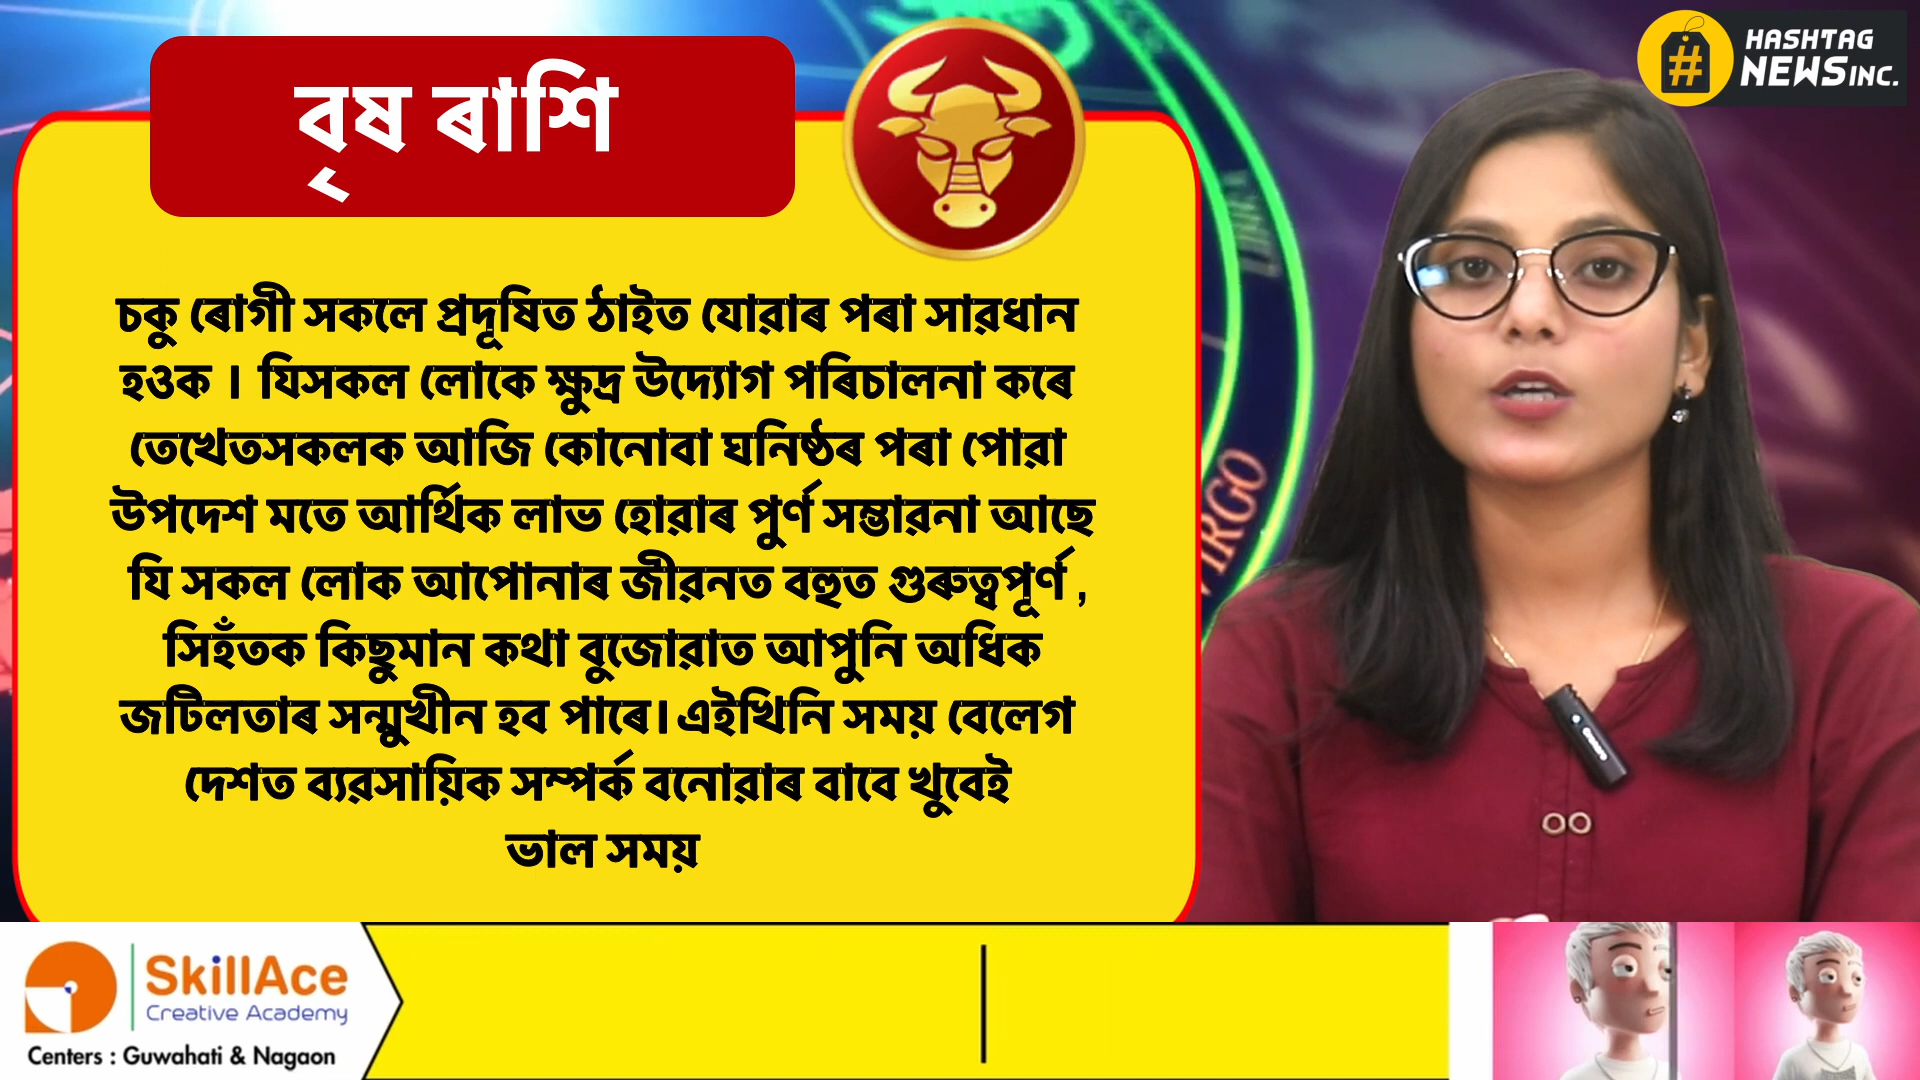 বৃষ ৰাশি
HASHTAG
NEWS INC.
চকু ৰোগী সকলে প্ৰদূষিত ঠাইত যোৱাৰ পৰা সাৱধান
হওক । যিসকল লোকে ক্ষুদ্ৰ উদ্যোগ পৰিচালনা কৰে
তেখেতসকলক আজি কোনোবা ঘনিষ্ঠৰ পৰা পোৱা
উপদেশ মতে আৰ্থিক লাভ হোৱাৰ পুৰ্ণ সম্ভাৱনা আছে
যি সকল লোক আপোনাৰ জীৱনত বহুত গুৰুত্বপূৰ্ণ ,
সিহঁতক কিছুমান কথা বুজোৱাত আপুনি অধিক
জটিলতাৰ সন্মুখীন হব পাৰে। এইখিনি সময় বেলেগ
দেশত ব্যৱসায়িক সম্পৰ্ক বনোৱাৰ বাবে খুবেই
ভাল সময়
VIRGO
SkillAce
Creative Academy
Centers : Guwahati & Nagaon